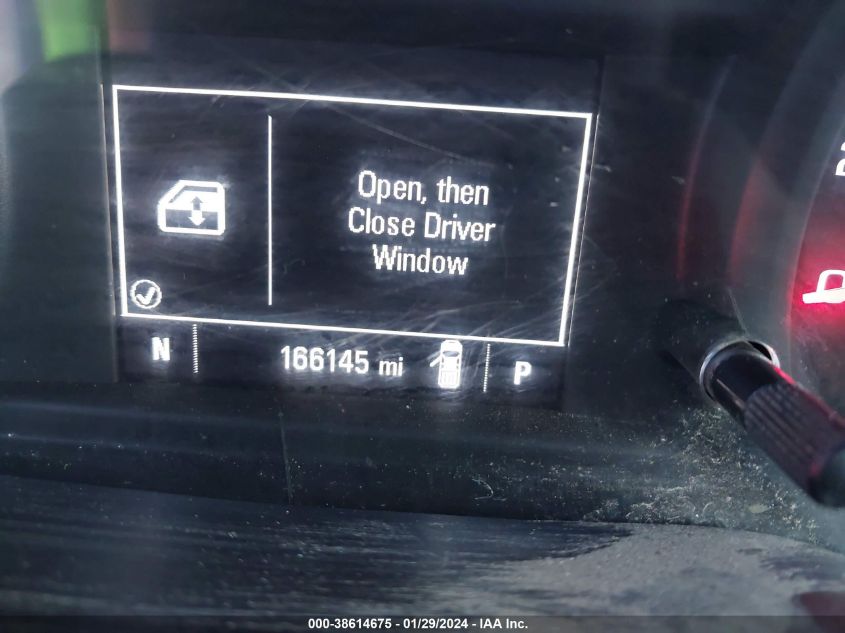 Open, then
Close Driver
Window
N 166145 mi P
000-38614675 - 01/29/2024 - IAA Inc.